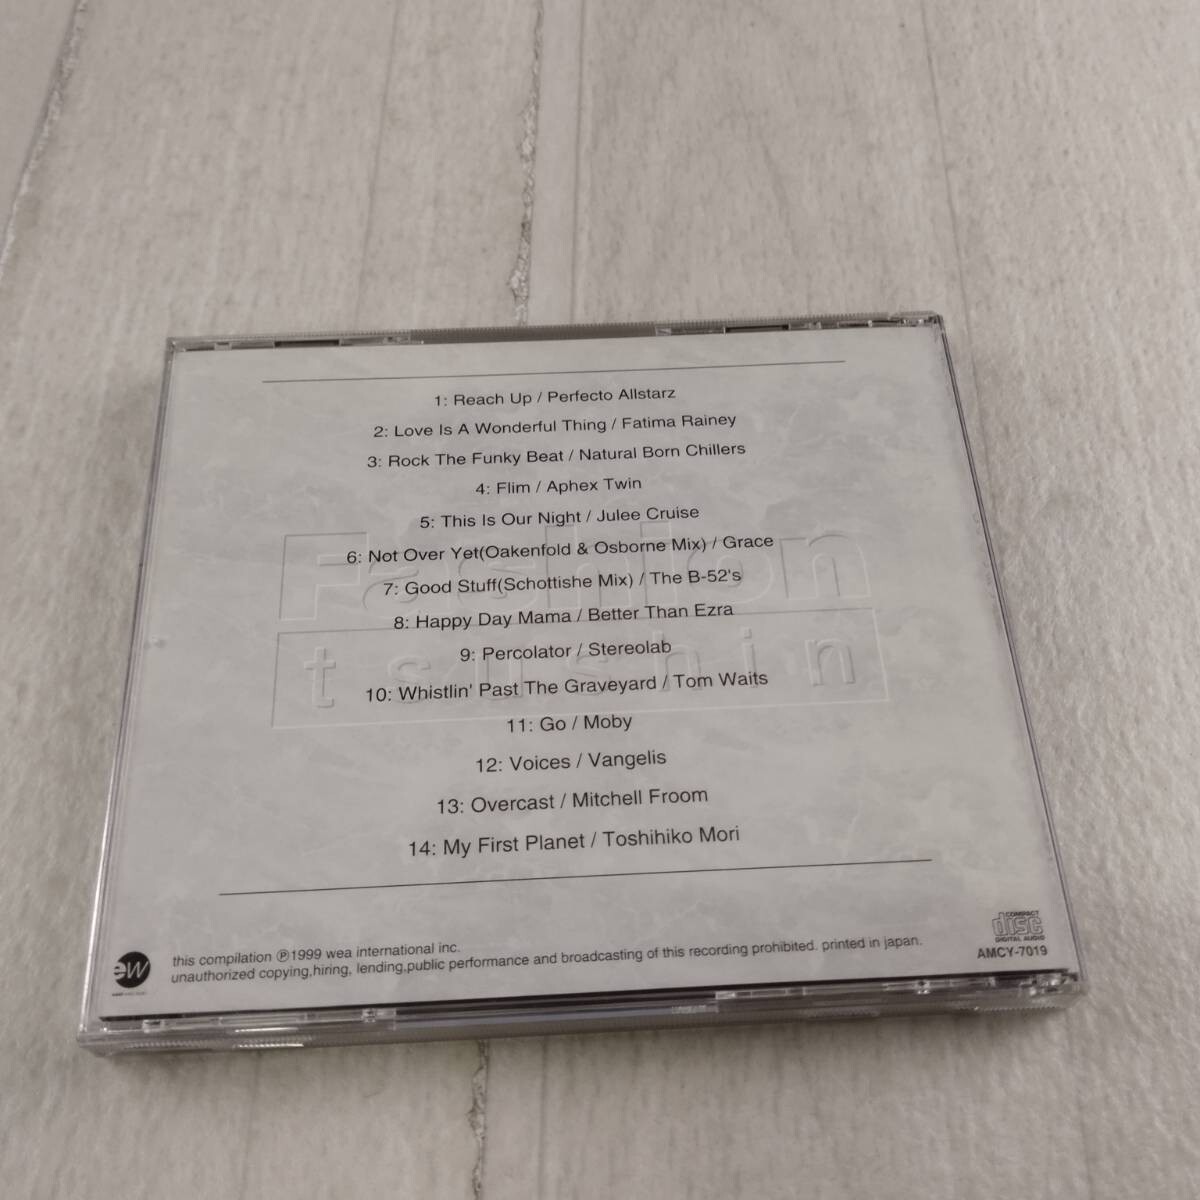 1: Reach Up / Perfecto Allstarz
2: Love Is A Wonderful Thing / Fatima Rainey
3: Rock The Funky Beat / Natural Born Chillers
4: Flim / Aphex Twin
5: This Is Our Night / Julee Cruise
6: Not Over Yet(Oakenfold & Osborne Mix) / Grace
7: Good Stuff(Schottishe Mix) / The B-52's
8: Happy Day Mama / Better Than Ezra
9: Percolator / Stereolab
10: Whistlin' Past The Graveyard / Tom Waits
11: Go / Moby
12: Voices / Vangelis
13: Overcast / Mitchell Froom
14: My First Planet / Toshihiko Mori
Fashion
tsushin
ew
this compilation ℗1999 wea international inc.
unauthorized copying,hiring, lending,public performance and broadcasting of this recording prohibited. printed in japan.
COMPACT
disc
DIGITAL AUDIO
AMCY-7019